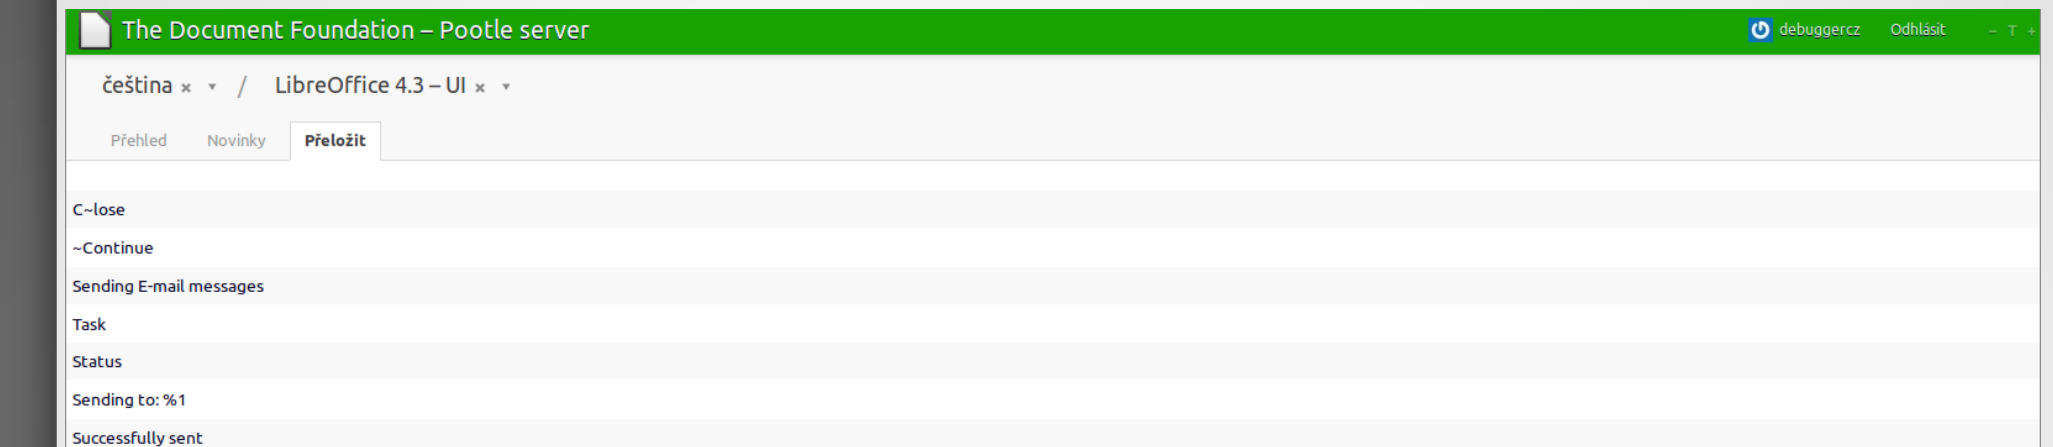 The Document Foundation – Pootle server debuggercz Odhlásit – T +
čeština × ▾ / LibreOffice 4.3 – UI × ▾
Přehled Novinky Přeložit
C~lose
~Continue
Sending E-mail messages
Task
Status
Sending to: %1
Successfully sent